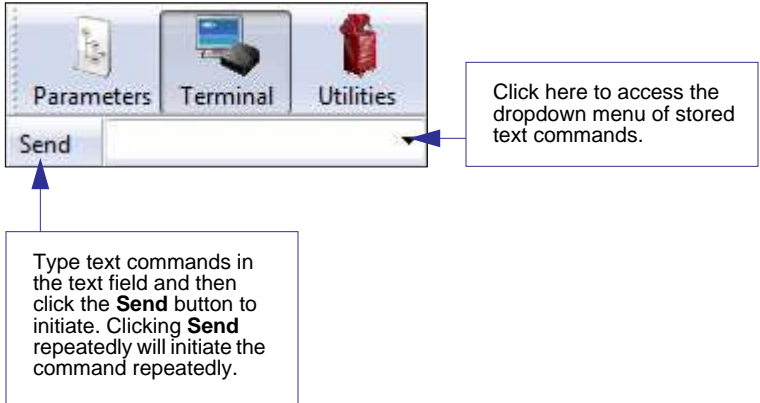 Parameters Terminal Utilities
Send
Click here to access the
dropdown menu of stored
text commands.
Type text commands in
the text field and then
click the Send button to
initiate. Clicking Send
repeatedly will initiate the
command repeatedly.